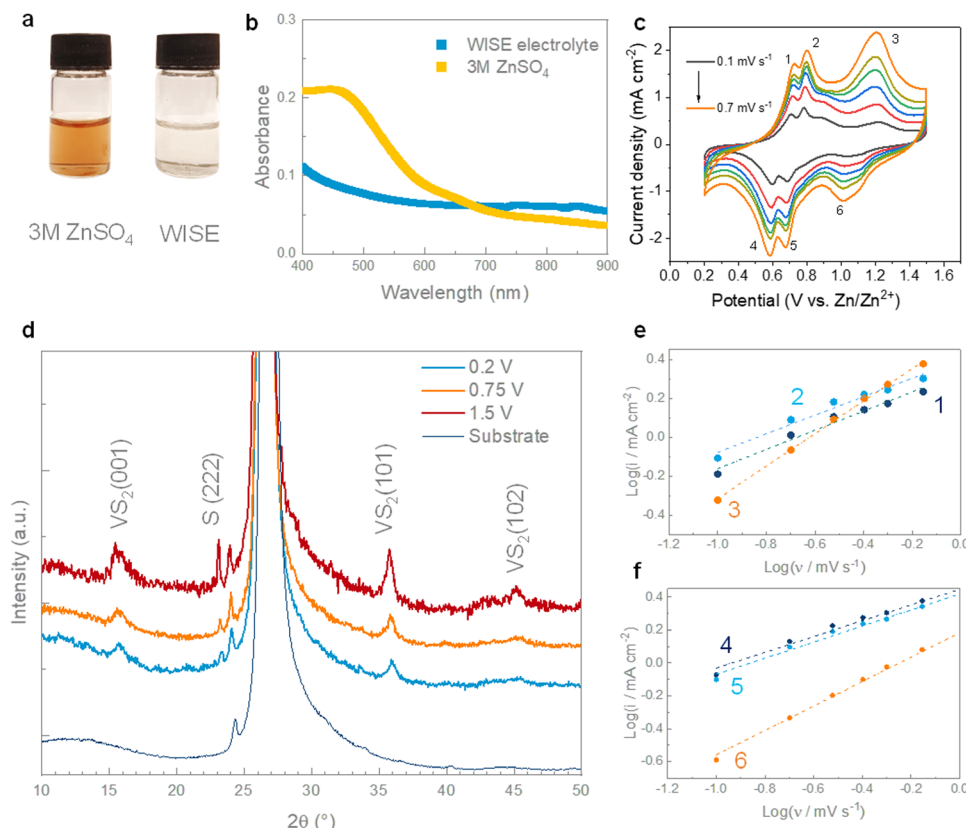 a
3M ZnSO₄
WISE
b
WISE electrolyte
3M ZnSO₄
Absorbance
0.3
0.2
0.1
0.0
400 500 600 700 800 900
Wavelength (nm)
c
0.1 mV s⁻¹
0.7 mV s⁻¹
1
2
3
4
5
6
Current density (mA cm⁻²)
2
1
0
-1
-2
0.2 0.4 0.6 0.8 1.0 1.2 1.4 1.6
Potential (V vs. Zn/Zn²⁺)
d
0.2 V
0.75 V
1.5 V
Substrate
VS₂(001)
S (222)
VS₂(101)
VS₂(102)
Intensity (a.u.)
10 15 20 25 30 35 40 45 50
2θ (°)
e
2
1
3
Log(i / mA cm⁻²)
0.4
0.2
0.0
-0.2
-0.4
-1.2 -1.0 -0.8 -0.6 -0.4 -0.2 0.0
Log(ν / mV s⁻¹)
f
4
5
6
Log(i / mA cm⁻²)
0.4
0.2
0.0
-0.2
-0.4
-0.6
-1.2 -1.0 -0.8 -0.6 -0.4 -0.2 0.0
Log(ν / mV s⁻¹)